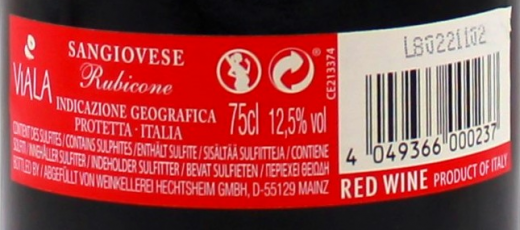 ViALA
SANGIOVESE
Rubicone
INDICAZIONE GEOGRAFICA
PROTETTA · ITALIA
75cl 12,5% vol
CE213374
CONTIENT DES SULFITES / CONTAINS SULPHITES / ENTHÄLT SULFITE / SISÄLTÄÄ SULFIITTEJA / CONTIENE
SULFITI / INNEHÅLLER SULFITER / INDEHOLDER SULFITTER / BEVAT SULFIETEN / ΠΕΡΙΕΧΕΙ ΘΕΙΩΔΗ
BOTTLED BY / ABGEFÜLLT VON WEINKELLEREI HECHTSHEIM GMBH, D-55129 MAINZ
L80221102
4 049366 000237
RED WINE PRODUCT OF ITALY